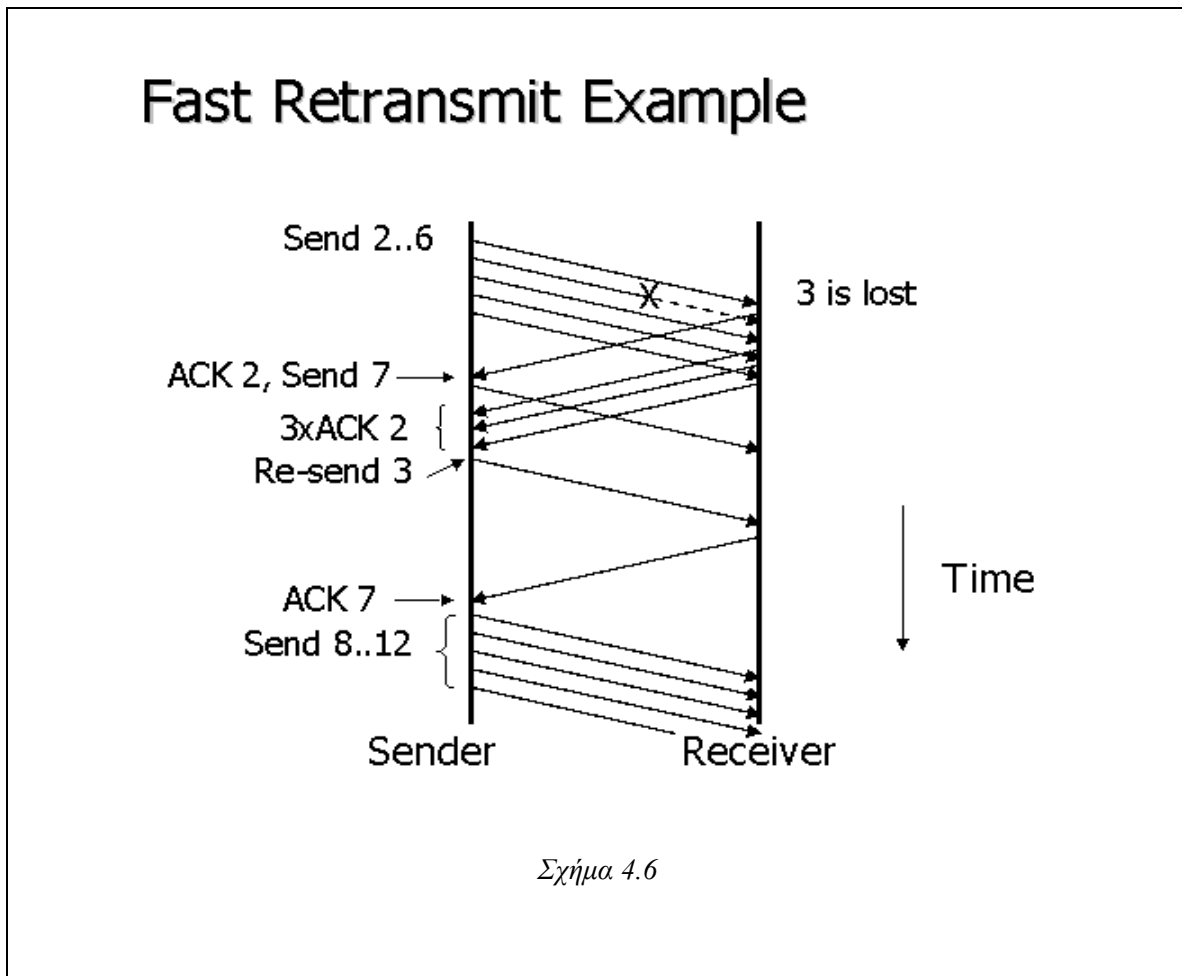 Fast Retransmit Example
Send 2..6
X
3 is lost
ACK 2, Send 7
3xACK 2
Re-send 3
Time
ACK 7
Send 8..12
Sender
Receiver
Σχήμα 4.6